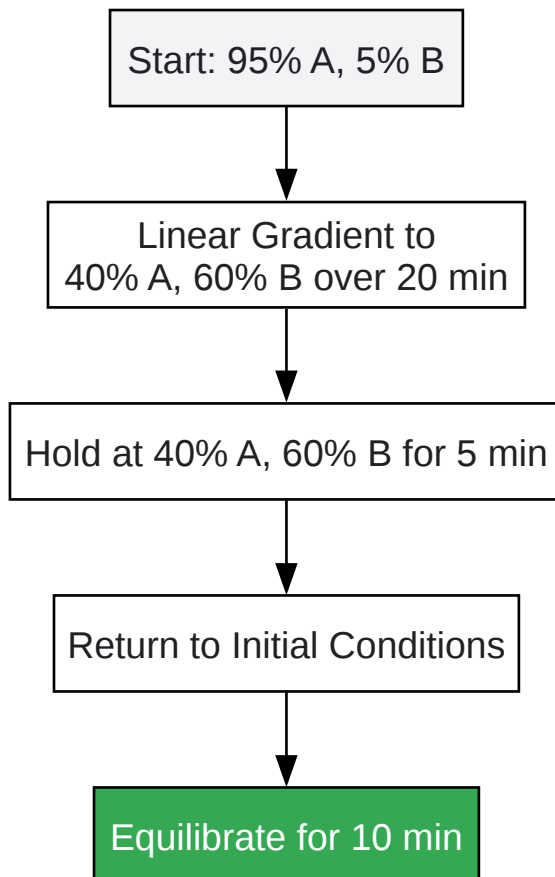 Start: 95% A, 5% B
Linear Gradient to
40% A, 60% B over 20 min
Hold at 40% A, 60% B for 5 min
Return to Initial Conditions
Equilibrate for 10 min